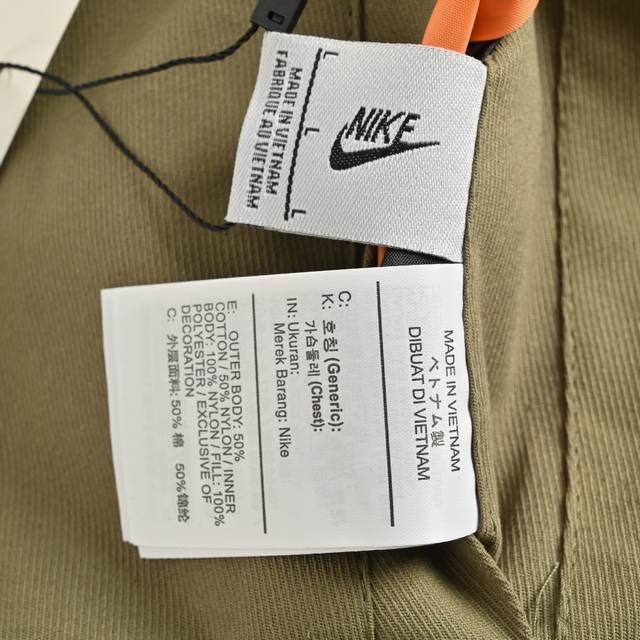 NIKE
L
L
L
MADE IN VIETNAM
FABRIQUE AU VIETNAM
MADE IN VIETNAM
ベトナム製
DIBUAT DI VIETNAM
C:
K: 호칭 (Generic):
가슴둘레 (Chest):
IN: Ukuran:
Merek Barang: Nike
E: OUTER BODY: 50%
COTTON / 50% NYLON / INNER
BODY: 100% NYLON / FILL: 100%
POLYESTER / EXCLUSIVE OF
DECORATION
C: 外层面料: 50% 棉 50%锦纶